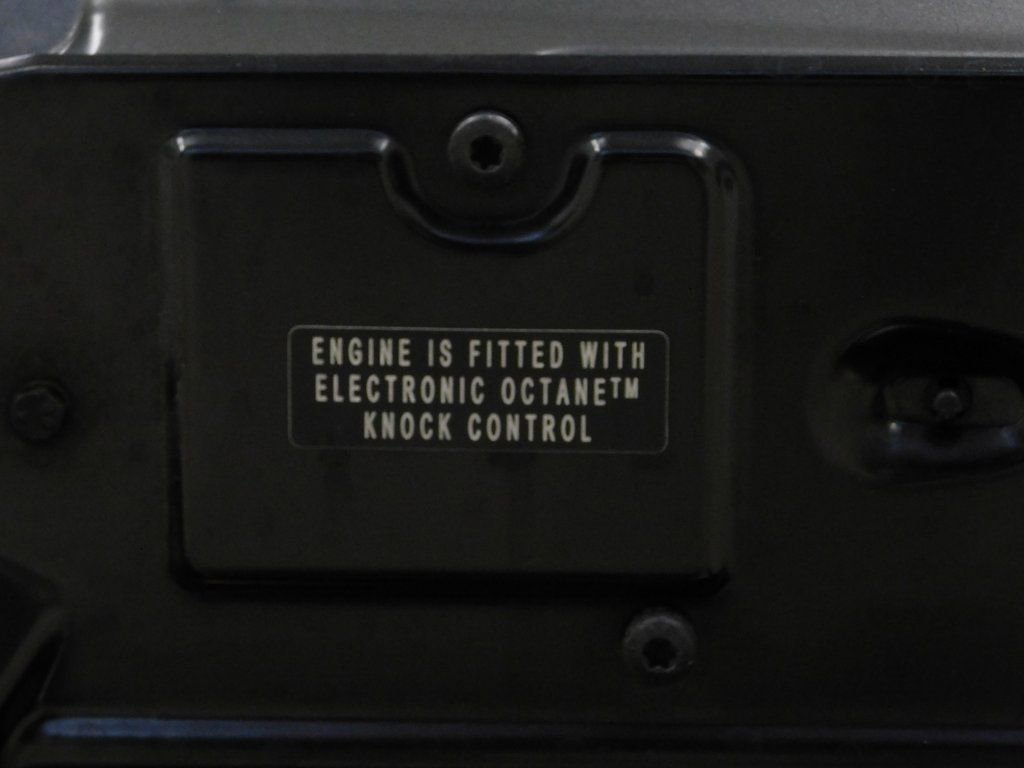 ENGINE IS FITTED WITH
ELECTRONIC OCTANE™
KNOCK CONTROL